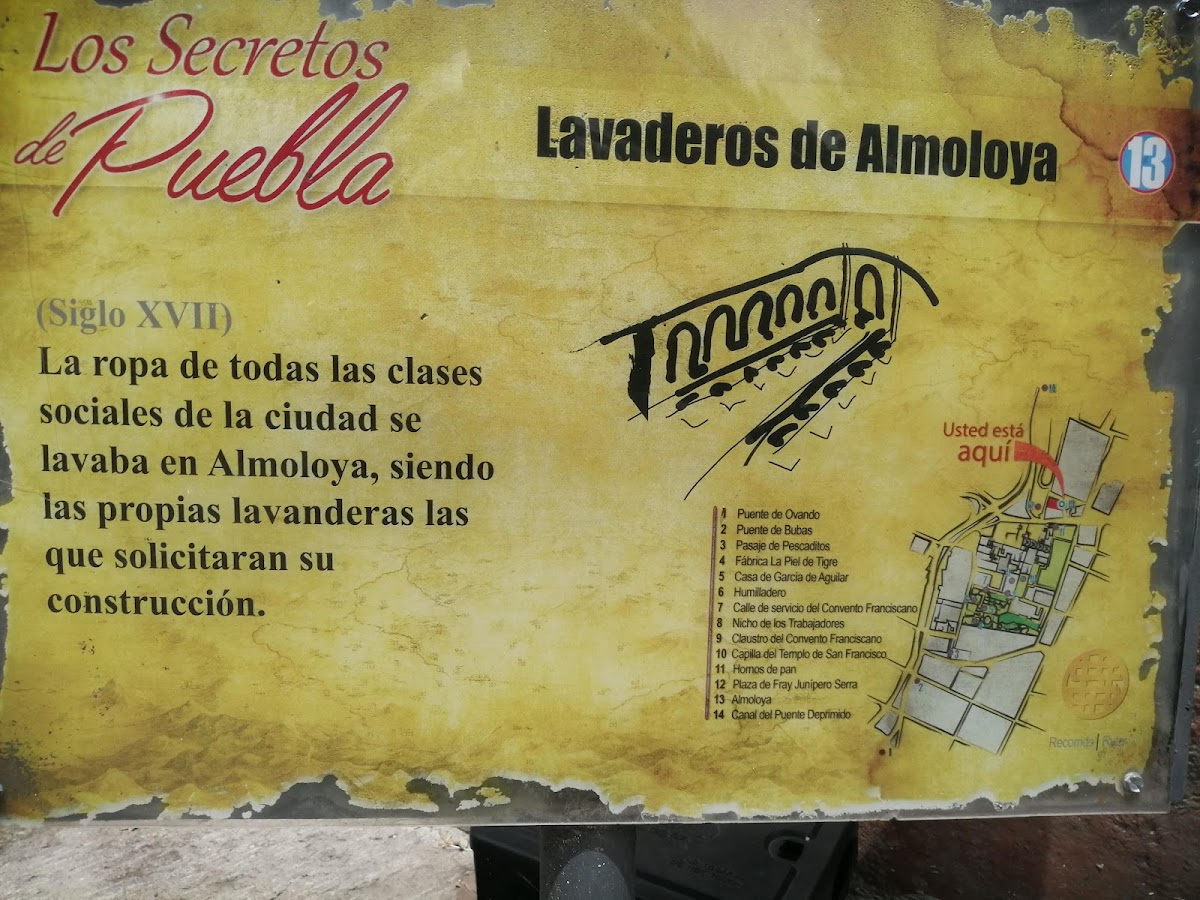 Los Secretos
de Puebla
Lavaderos de Almoloya
13
(Siglo XVII)
La ropa de todas las clases
sociales de la ciudad se
lavaba en Almoloya, siendo
las propias lavanderas las
que solicitaran su
construcción.
Usted está
aquí
1 Puente de Ovando
2 Puente de Bubas
3 Pasaje de Pescaditos
4 Fábrica La Piel de Tigre
5 Casa de García de Aguilar
6 Humilladero
7 Calle de servicio del Convento Franciscano
8 Nicho de los Trabajadores
9 Claustro del Convento Franciscano
10 Capilla del Templo de San Francisco
11 Hornos de pan
12 Plaza de Fray Junípero Serra
13 Almoloya
14 Canal del Puente Deprimido